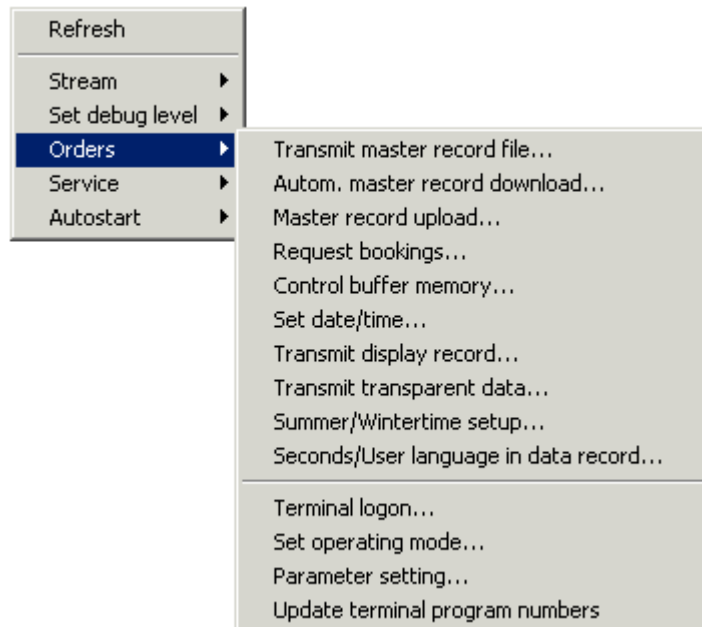 Refresh
Stream
Set debug level
Orders
Service
Autostart
Transmit master record file...
Autom. master record download...
Master record upload...
Request bookings...
Control buffer memory...
Set date/time...
Transmit display record...
Transmit transparent data...
Summer/Wintertime setup...
Seconds/User language in data record...
Terminal logon...
Set operating mode...
Parameter setting...
Update terminal program numbers